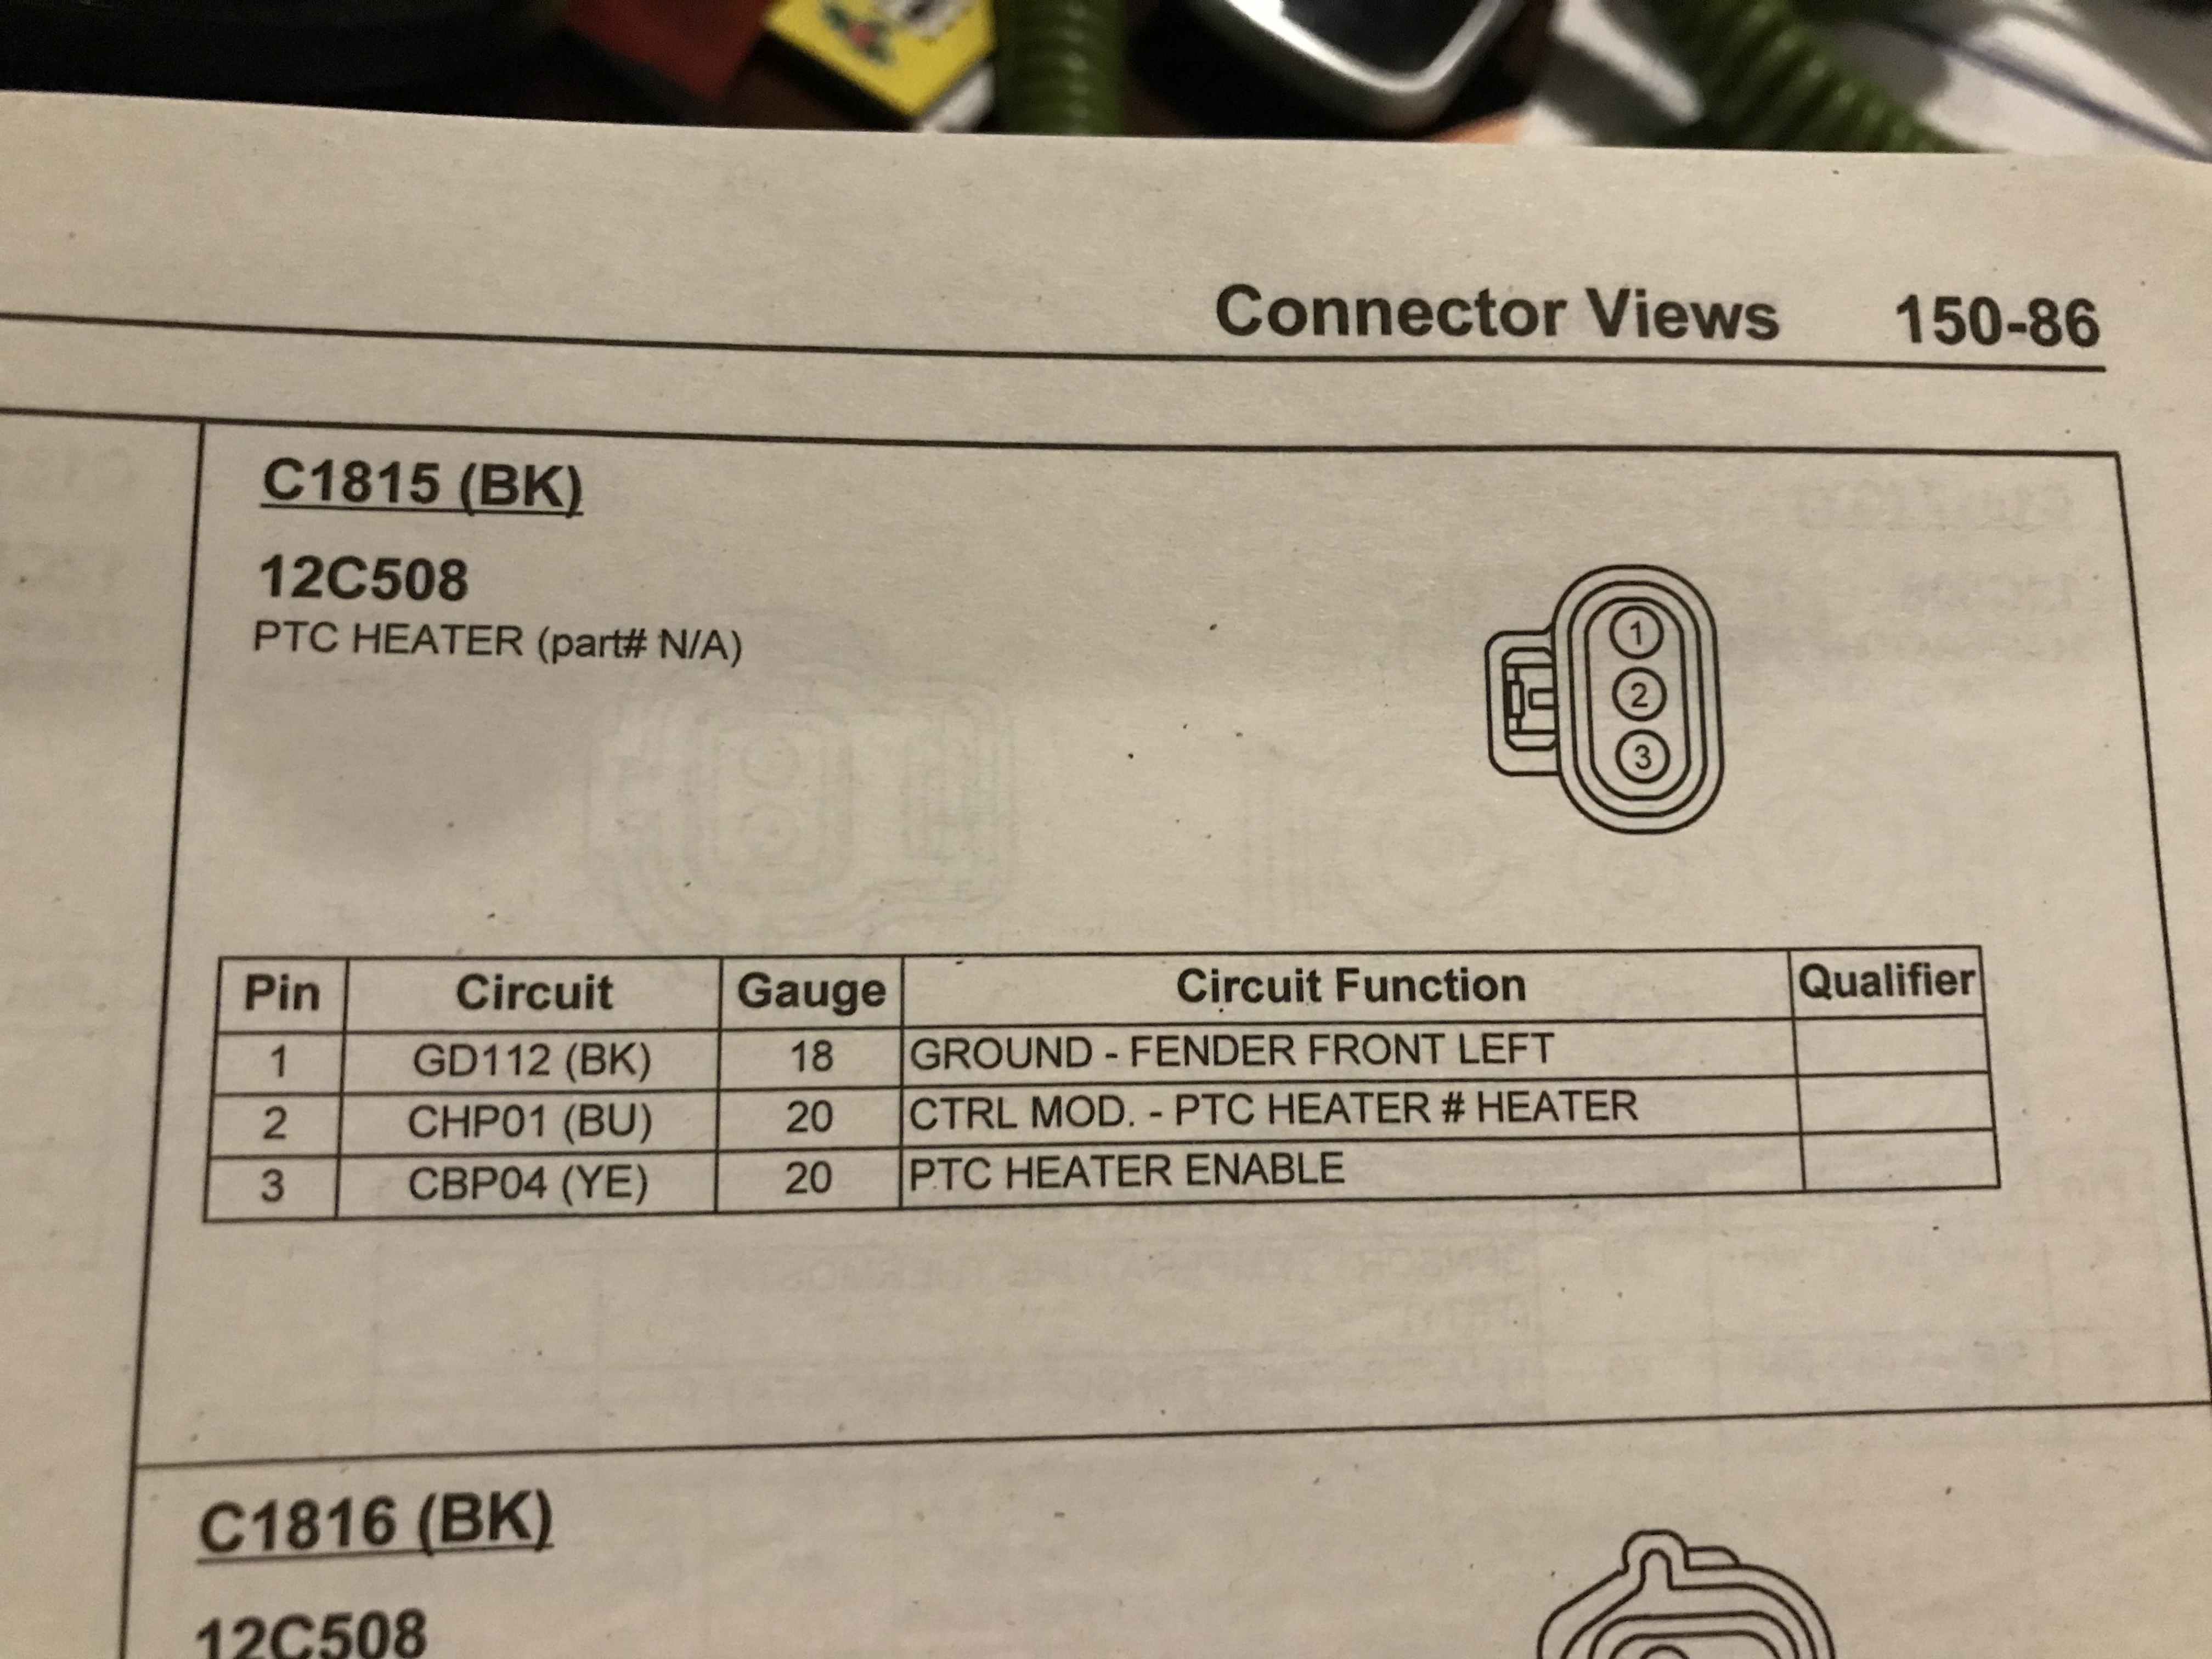 Connector Views 150-86
C1815 (BK)
12C508
PTC HEATER (part# N/A)
1
2
3
Pin Circuit Gauge Circuit Function Qualifier
1 GD112 (BK) 18 GROUND - FENDER FRONT LEFT
2 CHP01 (BU) 20 CTRL MOD. - PTC HEATER # HEATER
3 CBP04 (YE) 20 PTC HEATER ENABLE
C1816 (BK)
12C508